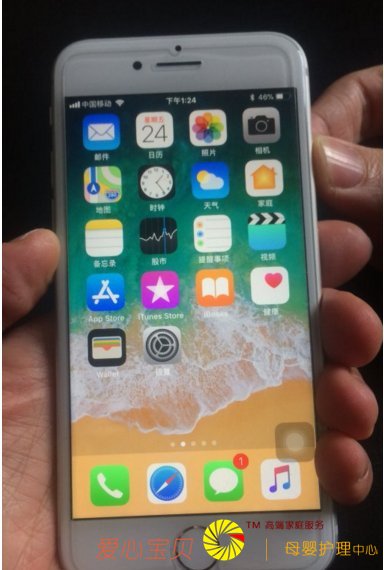 中国移动 下午1:24 46%
邮件 星期五 24 日历 照片 相机
地图 时钟 天气 家庭
备忘录 股市 提醒事项 视频
App Store iTunes Store iBooks 健康
Wallet 设置
1
TM 高端家庭服务
爱心宝贝 母婴护理中心